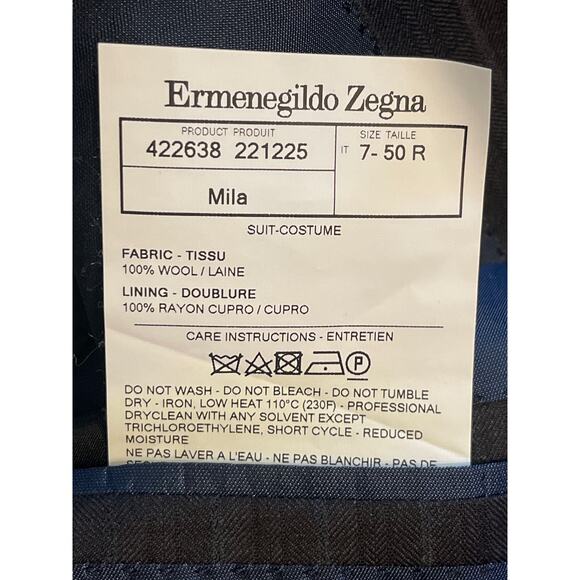 Ermenegildo Zegna
PRODUCT PRODUIT
422638 221225
SIZE TAILLE
IT 7- 50 R
Mila
SUIT-COSTUME
FABRIC - TISSU
100% WOOL / LAINE
LINING - DOUBLURE
100% RAYON CUPRO / CUPRO
CARE INSTRUCTIONS - ENTRETIEN
P
DO NOT WASH - DO NOT BLEACH - DO NOT TUMBLE
DRY - IRON, LOW HEAT 110°C (230F) - PROFESSIONAL
DRYCLEAN WITH ANY SOLVENT EXCEPT
TRICHLOROETHYLENE, SHORT CYCLE - REDUCED
MOISTURE
NE PAS LAVER A L'EAU - NE PAS BLANCHIR - PAS DE